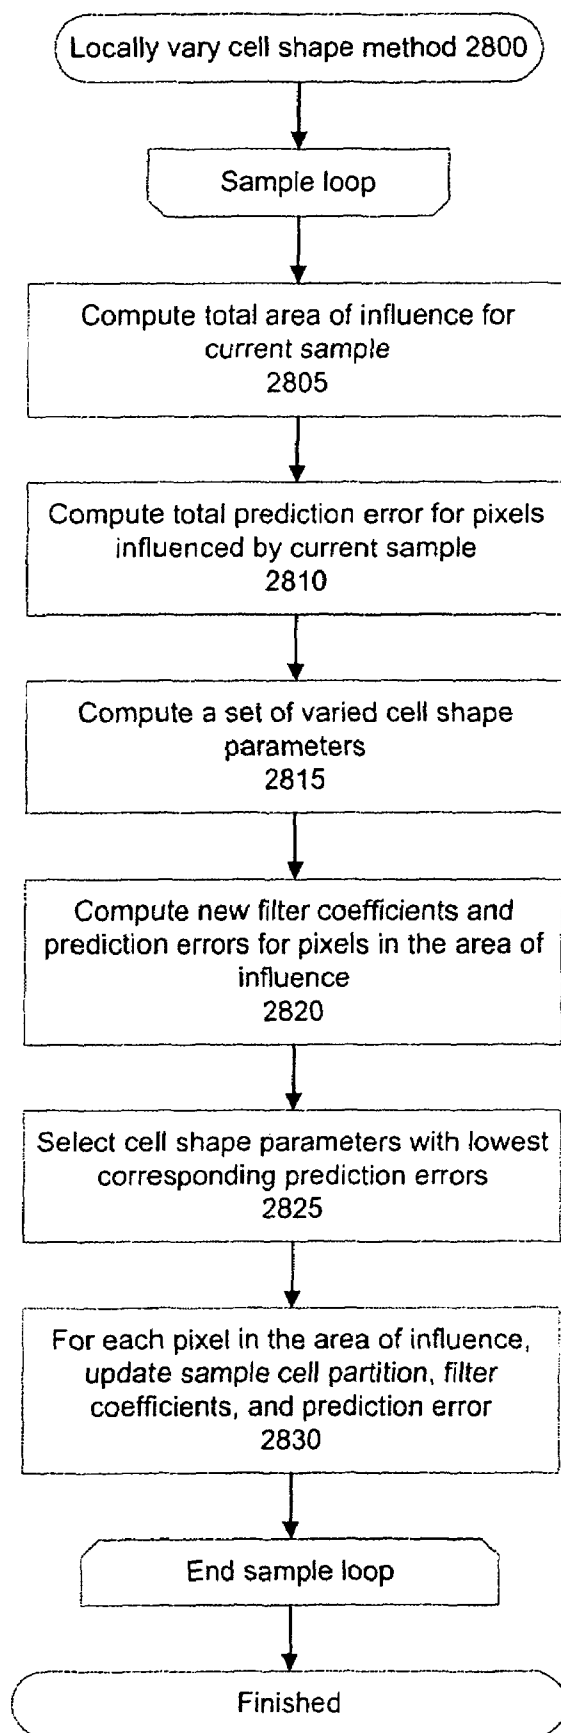 Locally vary cell shape method 2800
Sample loop
Compute total area of influence for
current sample
2805
Compute total prediction error for pixels
influenced by current sample
2810
Compute a set of varied cell shape
parameters
2815
Compute new filter coefficients and
prediction errors for pixels in the area of
influence
2820
Select cell shape parameters with lowest
corresponding prediction errors
2825
For each pixel in the area of influence,
update sample cell partition, filter
coefficients, and prediction error
2830
End sample loop
Finished